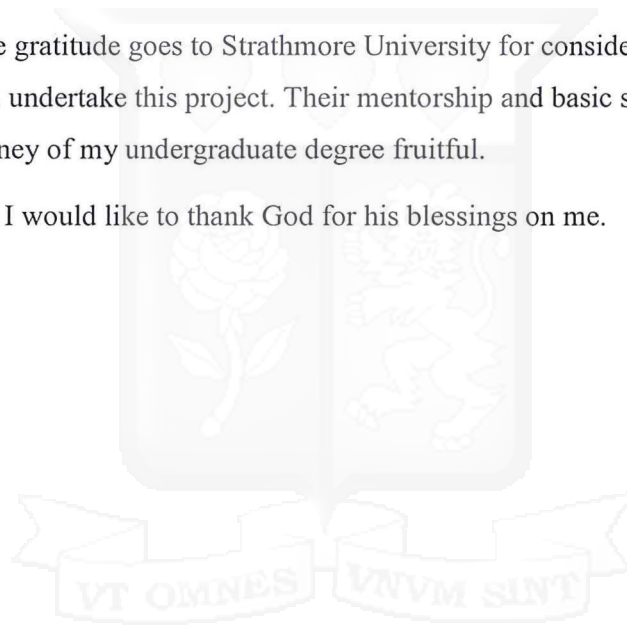 e gratitude goes to Strathmore University for conside
undertake this project. Their mentorship and basic s
ney of my undergraduate degree fruitful.
I would like to thank God for his blessings on me.
VT OMNES VNVM SINT